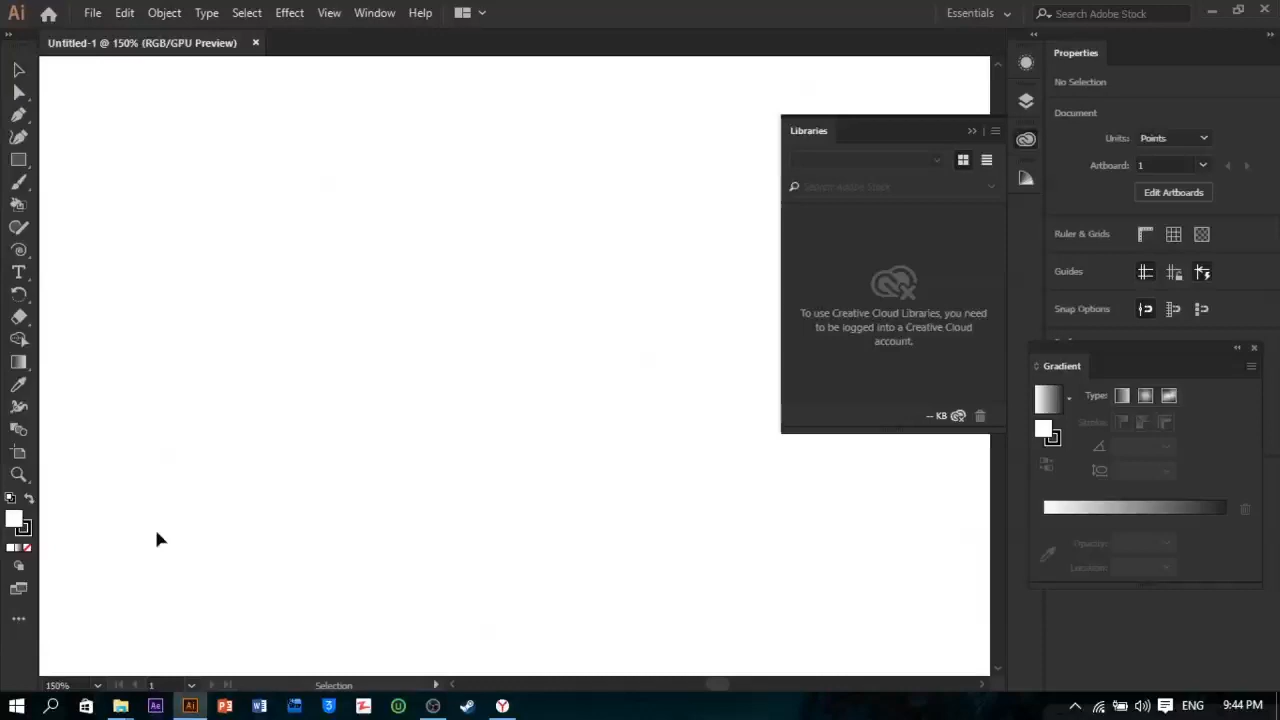 Ai File Edit Object Type Select Effect View Window Help Essentials Search Adobe Stock
Untitled-1 @ 150% (RGB/GPU Preview)
Properties
No Selection
Document
Units: Points
Artboard: 1
Edit Artboards
Ruler & Grids
Guides
Snap Options
Libraries
Search Adobe Stock
To use Creative Cloud Libraries, you need
to be logged into a Creative Cloud
account.
-- KB
Gradient
Type:
Stroke:
Opacity:
Location:
150% 1 Selection
Ae Ai ENG 9:44 PM